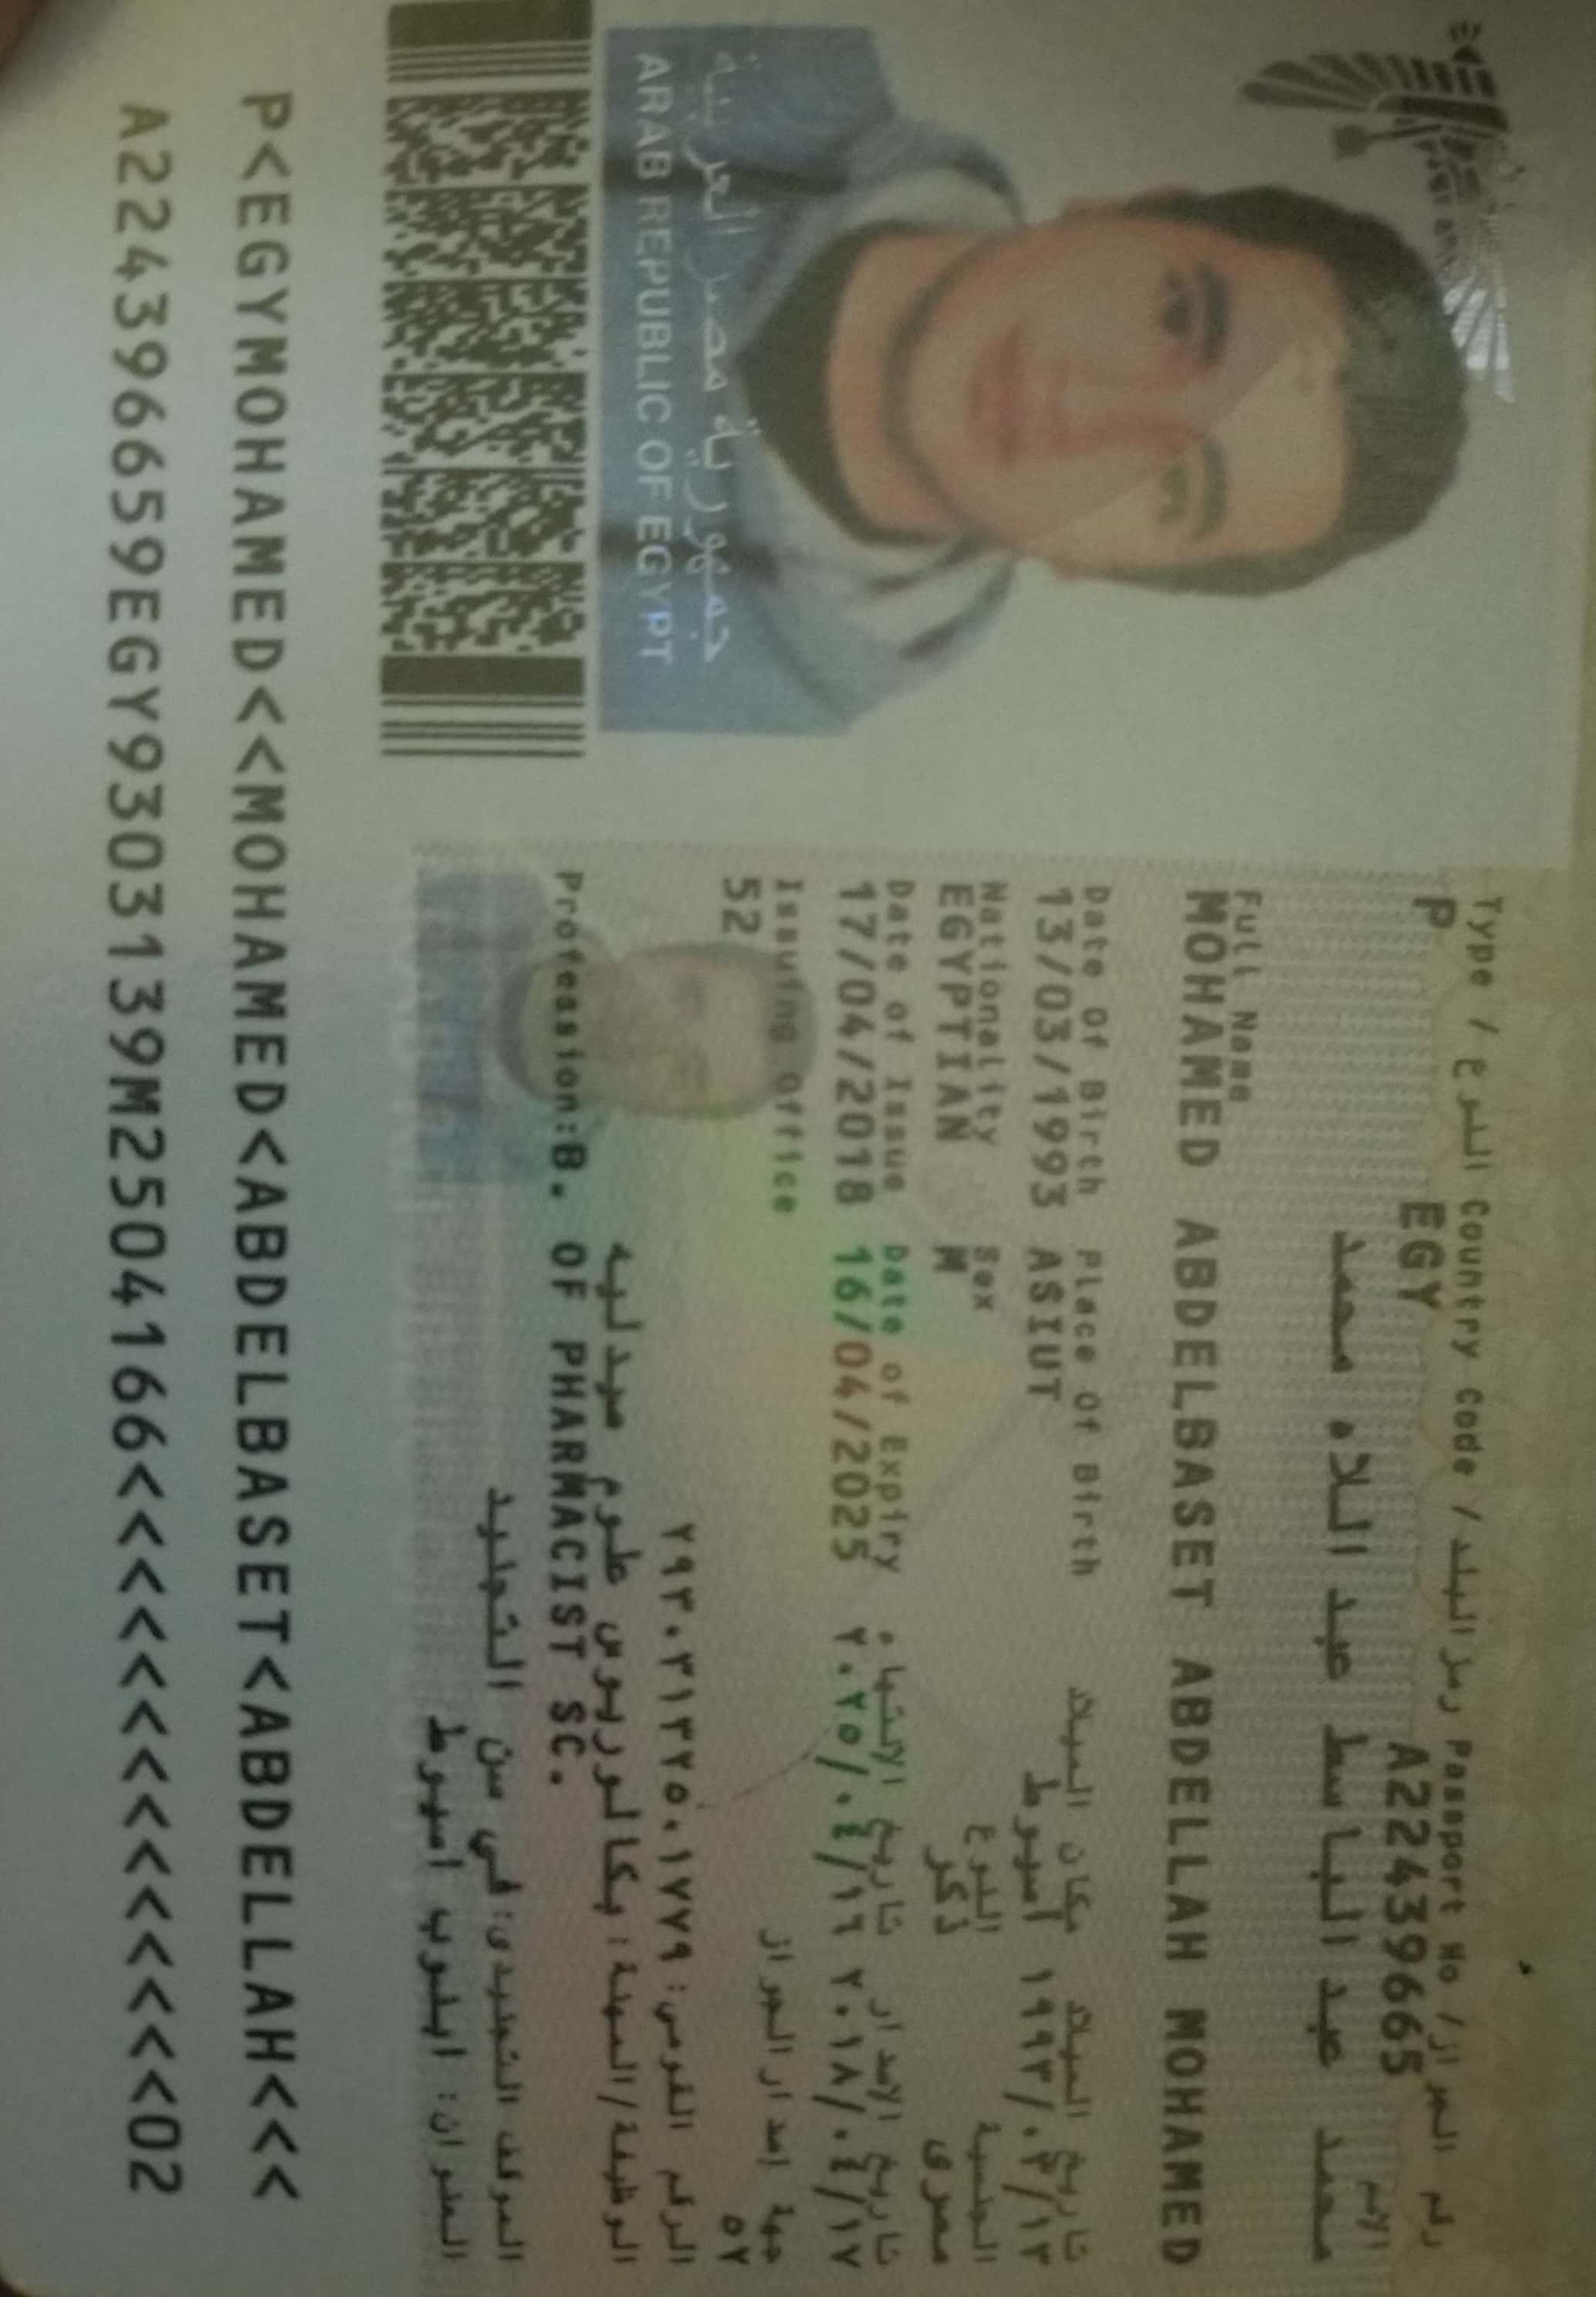 Type / النوع Country Code / رمز البلد Passport No / رقم الجواز
P EGY A22439665
الاسم
محمد عبد الباسط عبد اللاه محمد
Full Name
MOHAMED ABDELBASET ABDELLAH MOHAMED
Date Of Birth Place Of Birth مكان الميلاد تاريخ الميلاد
13/03/1993 ASIUT أسيوط ١٩٩٣/٠٣/١٣
Nationality Sex النوع الجنسية
EGYPTIAN M ذكر مصرى
Date of Issue Date of Expiry تاريخ الإنتهاء تاريخ الإصدار
17/04/2018 16/04/2025 ٢٠٢٥/٠٤/١٦ ٢٠١٨/٠٤/١٧
Issuing Office جهة إصدار الجواز
52 ٥٢
الرقم القومي: ٢٩٣٠٣١٣٢٥٠١٧٧٩
الوظيفة/المهنة: بكالوريوس علوم صيدليه
Profession:B. OF PHARMACIST SC.
الموقف التجنيدى: في سن التجنيد
العنوان: ابنوب اسيوط
جمهورية مصر العربية
ARAB REPUBLIC OF EGYPT
P<EGYMOHAMED<<MOHAMED<ABDELBASET<ABDELLAH<<<
A224396659EGY9303139M2504166<<<<<<<<<<<<<<02